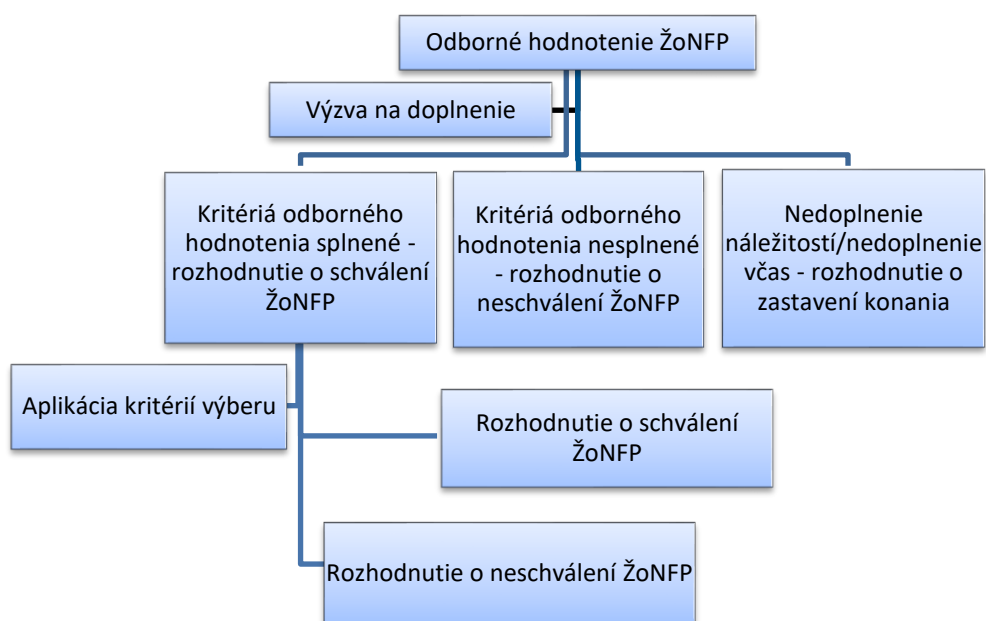 Odborné hodnotenie ŽoNFP
Výzva na doplnenie
Kritériá odborného
hodnotenia splnené -
rozhodnutie o schválení
ŽoNFP
Kritériá odborného
hodnotenia nesplnené
- rozhodnutie o
neschválení ŽoNFP
Nedoplnenie
náležitostí/nedoplnenie
včas - rozhodnutie o
zastavení konania
Aplikácia kritérií výberu
Rozhodnutie o schválení
ŽoNFP
Rozhodnutie o neschválení ŽoNFP